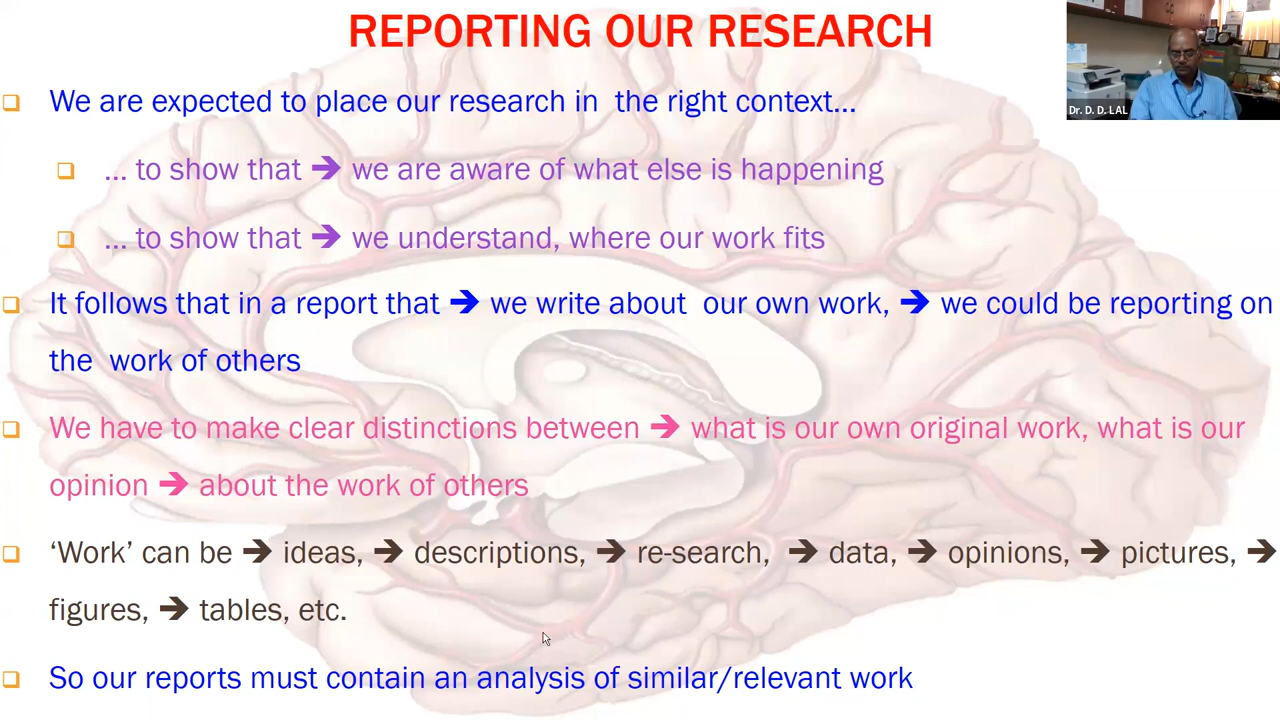 REPORTING OUR RESEARCH
Dr. D. D. LAL
❑ We are expected to place our research in the right context...
❑ ... to show that ➔ we are aware of what else is happening
❑ ... to show that ➔ we understand, where our work fits
❑ It follows that in a report that ➔ we write about our own work, ➔ we could be reporting on
the work of others
❑ We have to make clear distinctions between ➔ what is our own original work, what is our
opinion ➔ about the work of others
❑ ‘Work’ can be ➔ ideas, ➔ descriptions, ➔ re-search, ➔ data, ➔ opinions, ➔ pictures, ➔
figures, ➔ tables, etc.
❑ So our reports must contain an analysis of similar/relevant work